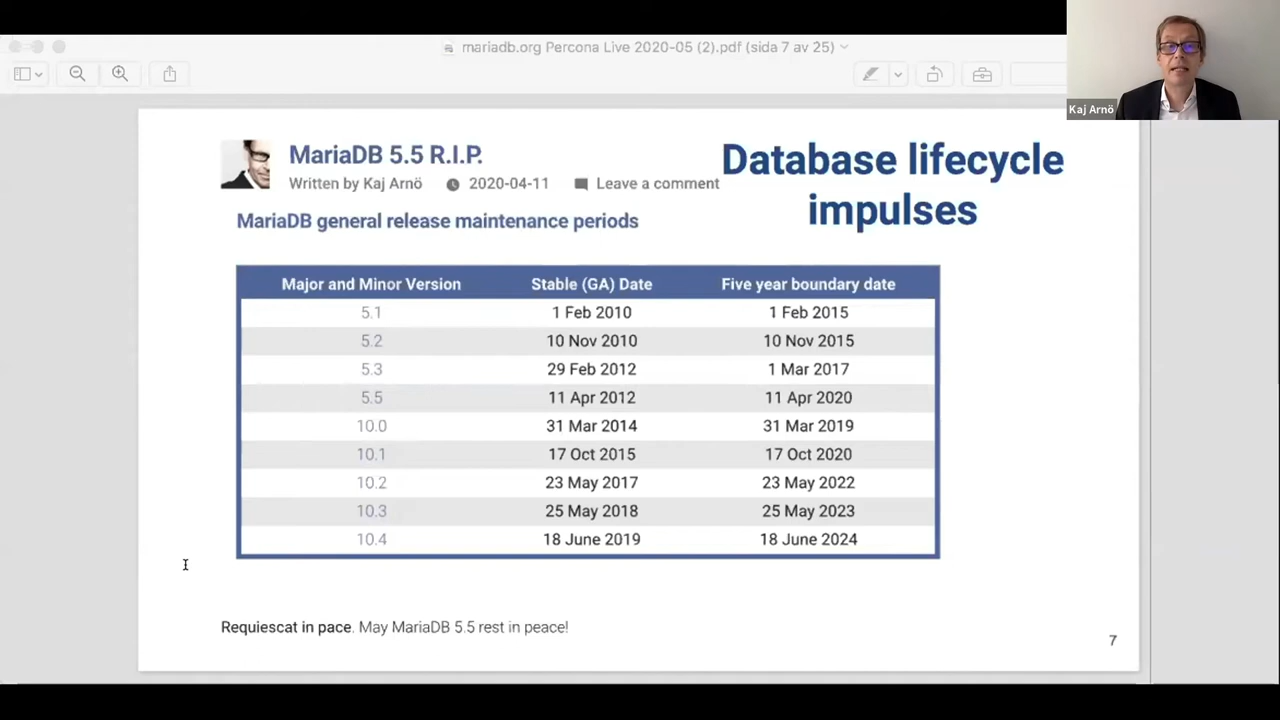 mariadb.org Percona Live 2020-05 (2).pdf (sida 7 av 25)
Kaj Arnö
MariaDB 5.5 R.I.P.
Written by Kaj Arnö 2020-04-11 Leave a comment
Database lifecycle
impulses
MariaDB general release maintenance periods
Major and Minor Version Stable (GA) Date Five year boundary date
5.1 1 Feb 2010 1 Feb 2015
5.2 10 Nov 2010 10 Nov 2015
5.3 29 Feb 2012 1 Mar 2017
5.5 11 Apr 2012 11 Apr 2020
10.0 31 Mar 2014 31 Mar 2019
10.1 17 Oct 2015 17 Oct 2020
10.2 23 May 2017 23 May 2022
10.3 25 May 2018 25 May 2023
10.4 18 June 2019 18 June 2024
Requiescat in pace. May MariaDB 5.5 rest in peace!
7